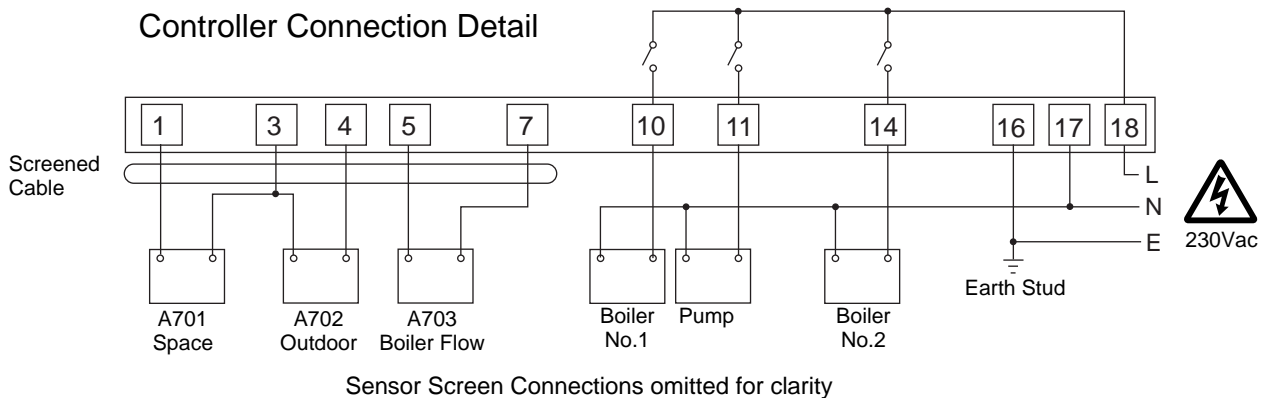 Controller Connection Detail
1 3 4 5 7 10 11 14 16 17 18
Screened
Cable
L
N
E
230Vac
Earth Stud
A701
Space
A702
Outdoor
A703
Boiler Flow
Boiler
No.1
Pump
Boiler
No.2
Sensor Screen Connections omitted for clarity